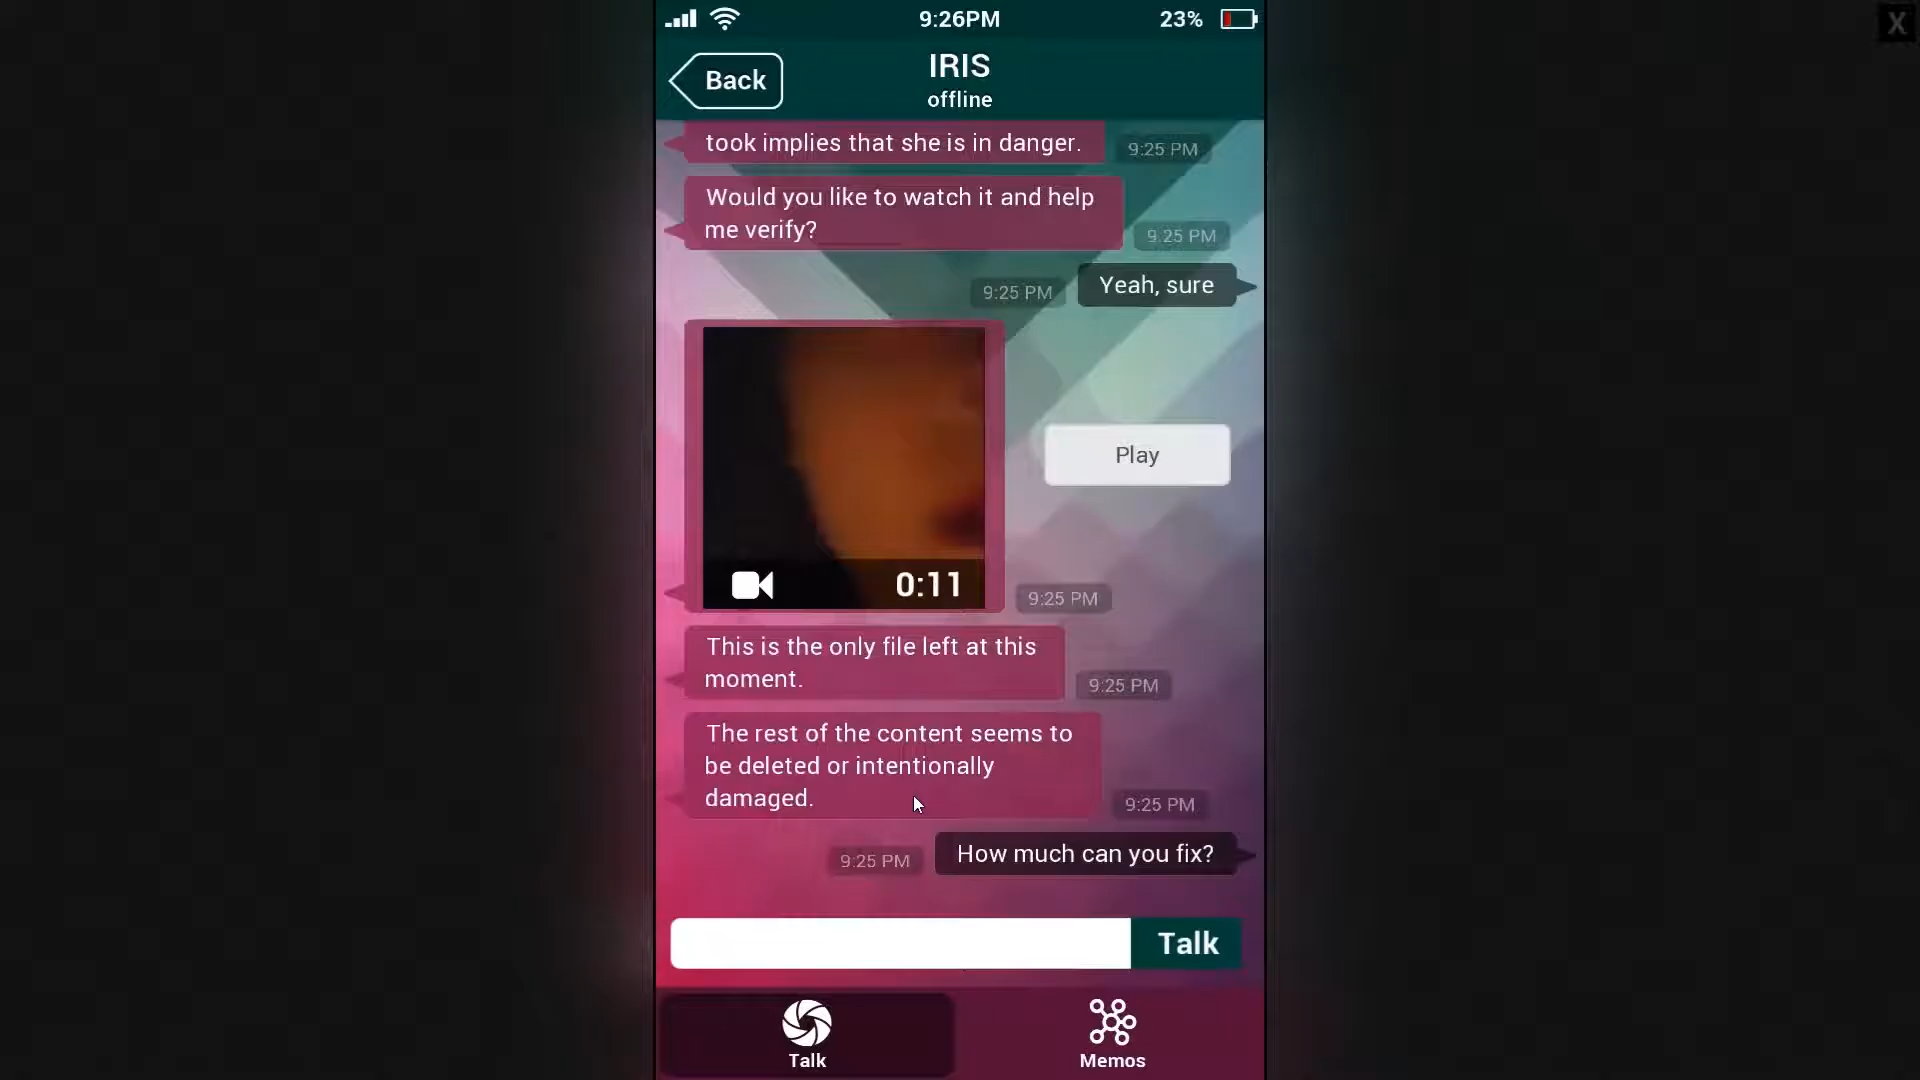 9:26PM
23%
X
Back
IRIS
offline
took implies that she is in danger.
9:25 PM
Would you like to watch it and help
me verify?
9:25 PM
9:25 PM
Yeah, sure
Play
0:11
9:25 PM
This is the only file left at this
moment.
9:25 PM
The rest of the content seems to
be deleted or intentionally
damaged.
9:25 PM
9:25 PM
How much can you fix?
Talk
Talk
Memos